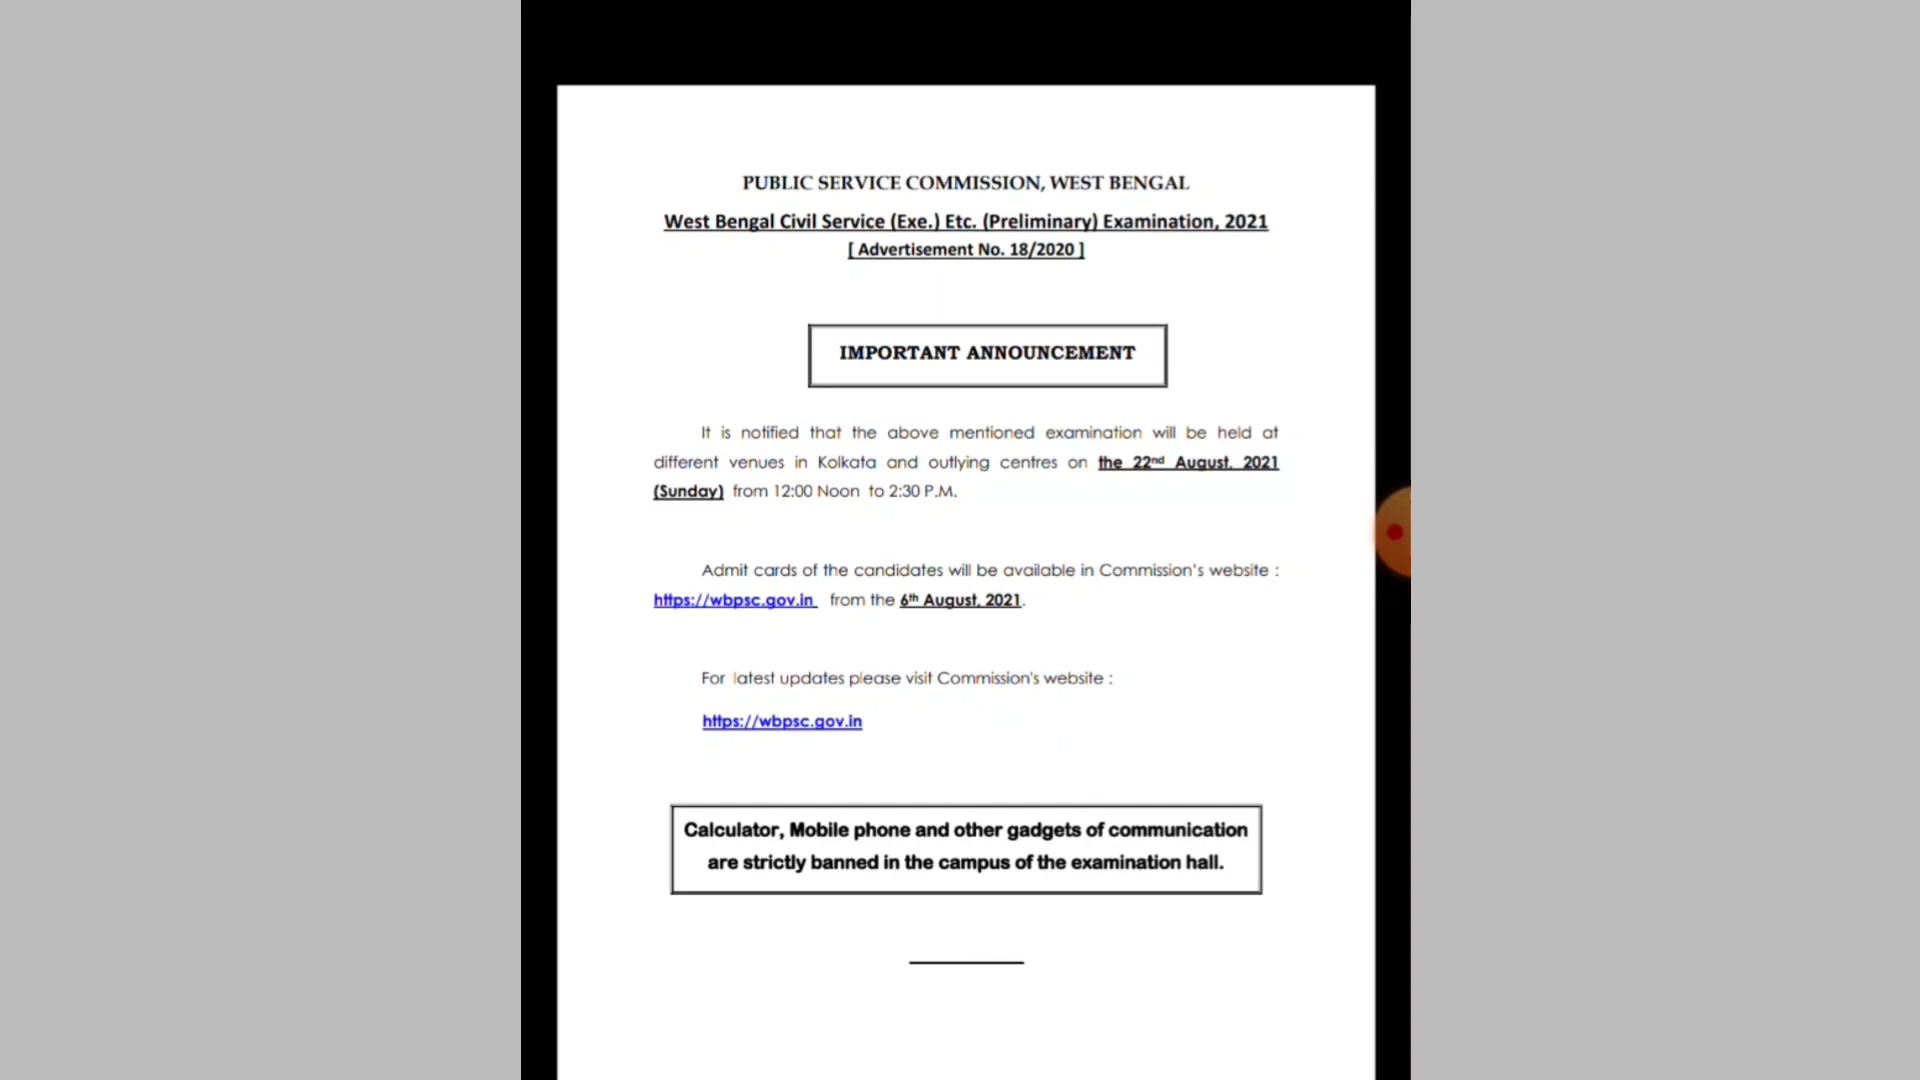 PUBLIC SERVICE COMMISSION, WEST BENGAL
West Bengal Civil Service (Exe.) Etc. (Preliminary) Examination, 2021
[ Advertisement No. 18/2020 ]
IMPORTANT ANNOUNCEMENT
It is notified that the above mentioned examination will be held at
different venues in Kolkata and outlying centres on the 22nd August, 2021
(Sunday) from 12:00 Noon to 2:30 P.M.
Admit cards of the candidates will be available in Commission's website :
https://wbpsc.gov.in from the 6th August, 2021.
For latest updates please visit Commission's website :
https://wbpsc.gov.in
Calculator, Mobile phone and other gadgets of communication
are strictly banned in the campus of the examination hall.